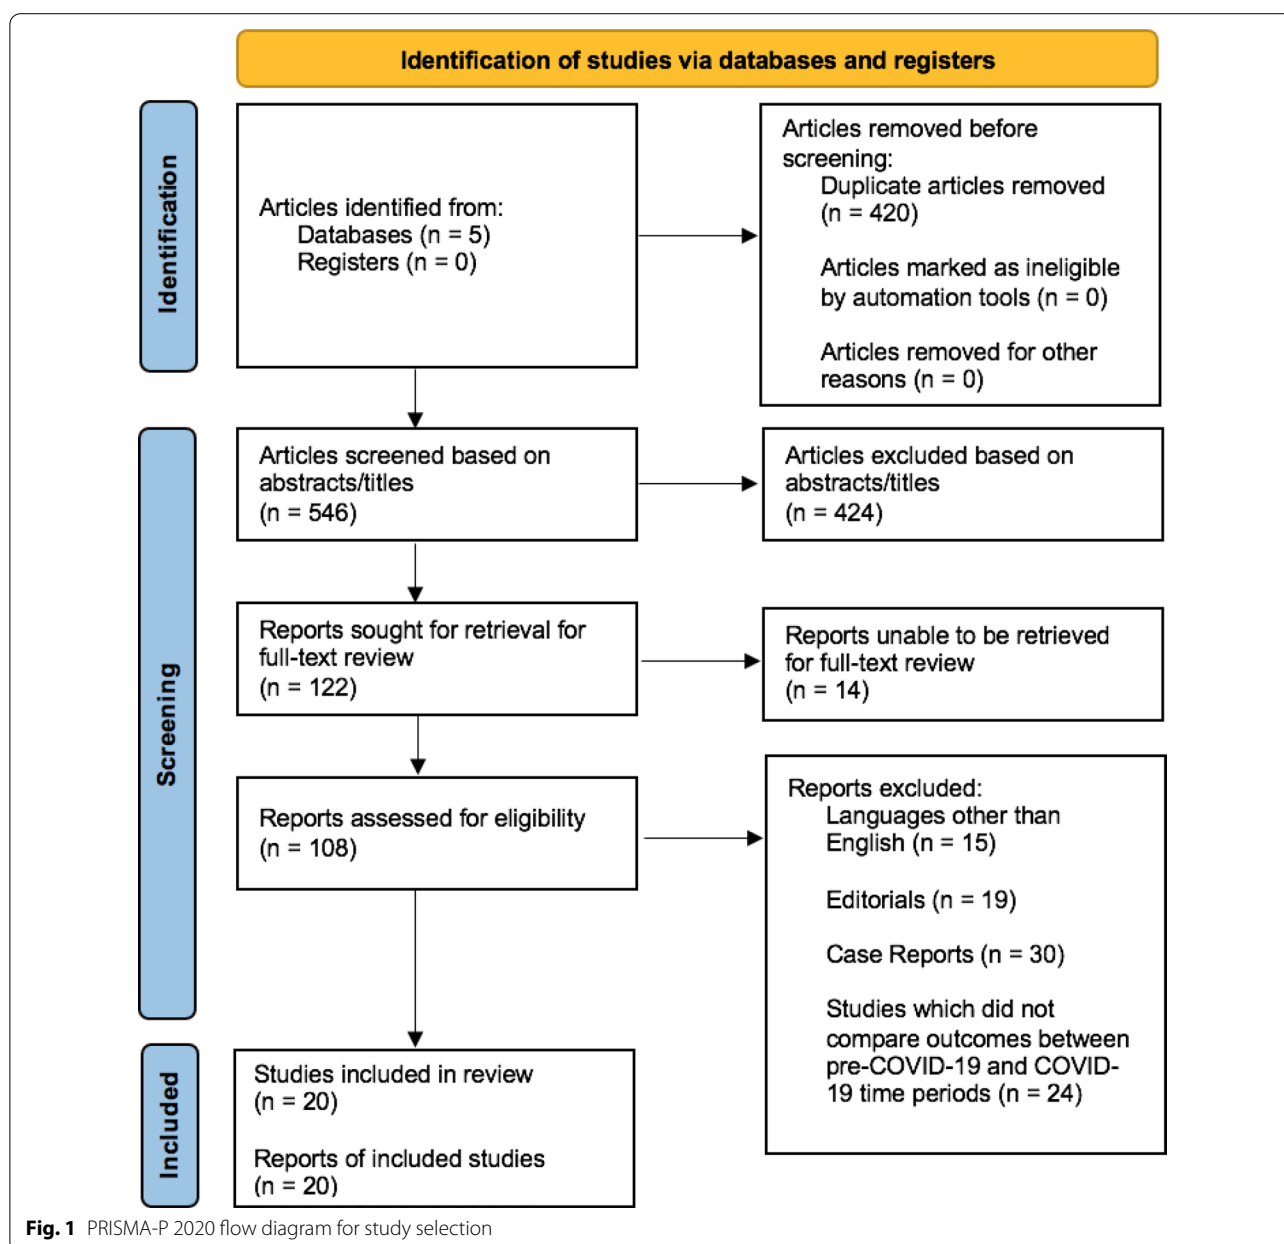 Identification of studies via databases and registers
Identification
Articles identified from:
Databases (n = 5)
Registers (n = 0)
Articles removed before
screening:
Duplicate articles removed
(n = 420)
Articles marked as ineligible
by automation tools (n = 0)
Articles removed for other
reasons (n = 0)
Screening
Articles screened based on
abstracts/titles
(n = 546)
Articles excluded based on
abstracts/titles
(n = 424)
Reports sought for retrieval for
full-text review
(n = 122)
Reports unable to be retrieved
for full-text review
(n = 14)
Reports assessed for eligibility
(n = 108)
Reports excluded:
Languages other than
English (n = 15)
Editorials (n = 19)
Case Reports (n = 30)
Studies which did not
compare outcomes between
pre-COVID-19 and COVID-
19 time periods (n = 24)
Included
Studies included in review
(n = 20)
Reports of included studies
(n = 20)
Fig. 1 PRISMA-P 2020 flow diagram for study selection